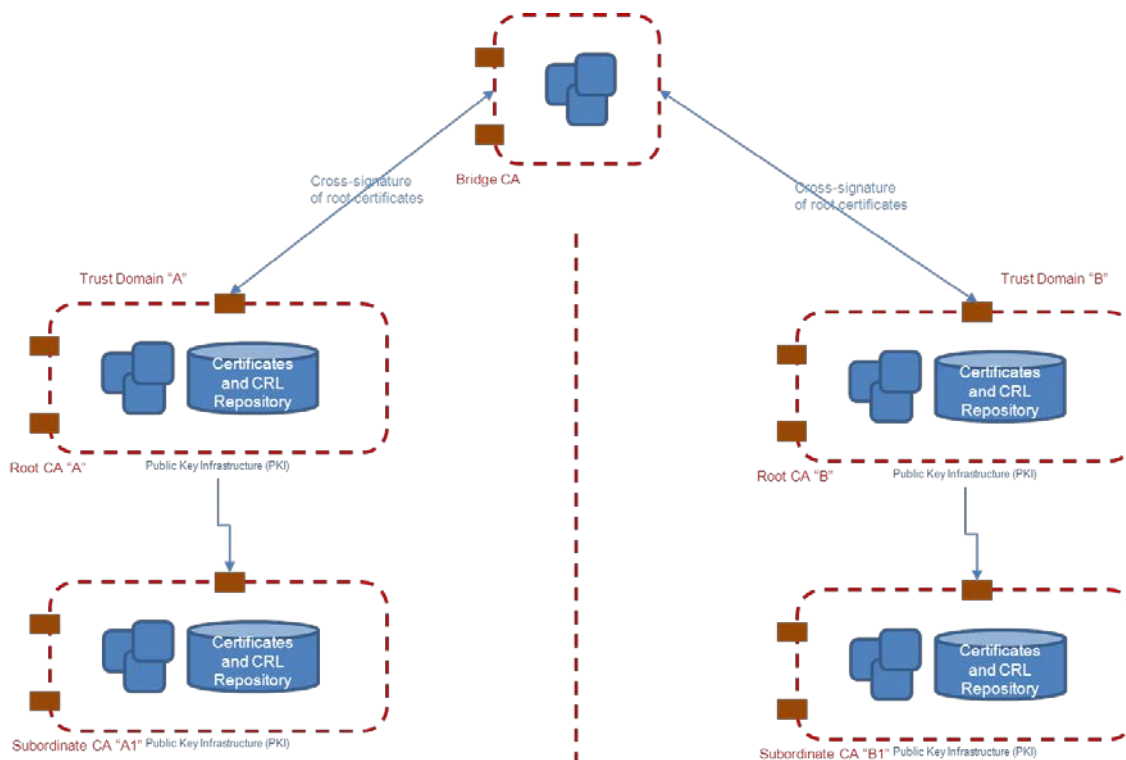 Bridge CA
Cross-signature
of root certificates
Cross-signature
of root certificates
Trust Domain “A”
Trust Domain “B”
Certificates
and CRL
Repository
Root CA “A”
Public Key Infrastructure (PKI)
Certificates
and CRL
Repository
Root CA “B”
Public Key Infrastructure (PKI)
Certificates
and CRL
Repository
Subordinate CA “A1”
Public Key Infrastructure (PKI)
Certificates
and CRL
Repository
Subordinate CA “B1”
Public Key Infrastructure (PKI)